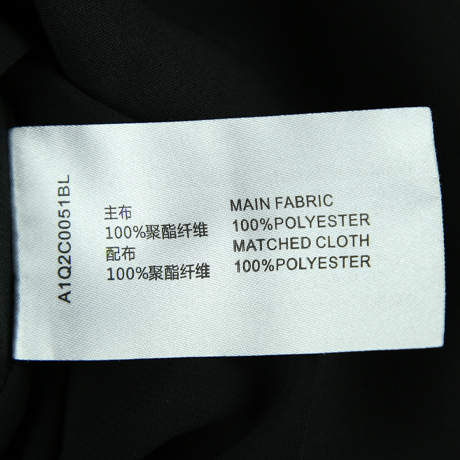 A1Q2C0051BL
主布
100%聚酯纤维
配布
100%聚酯纤维
MAIN FABRIC
100%POLYESTER
MATCHED CLOTH
100%POLYESTER